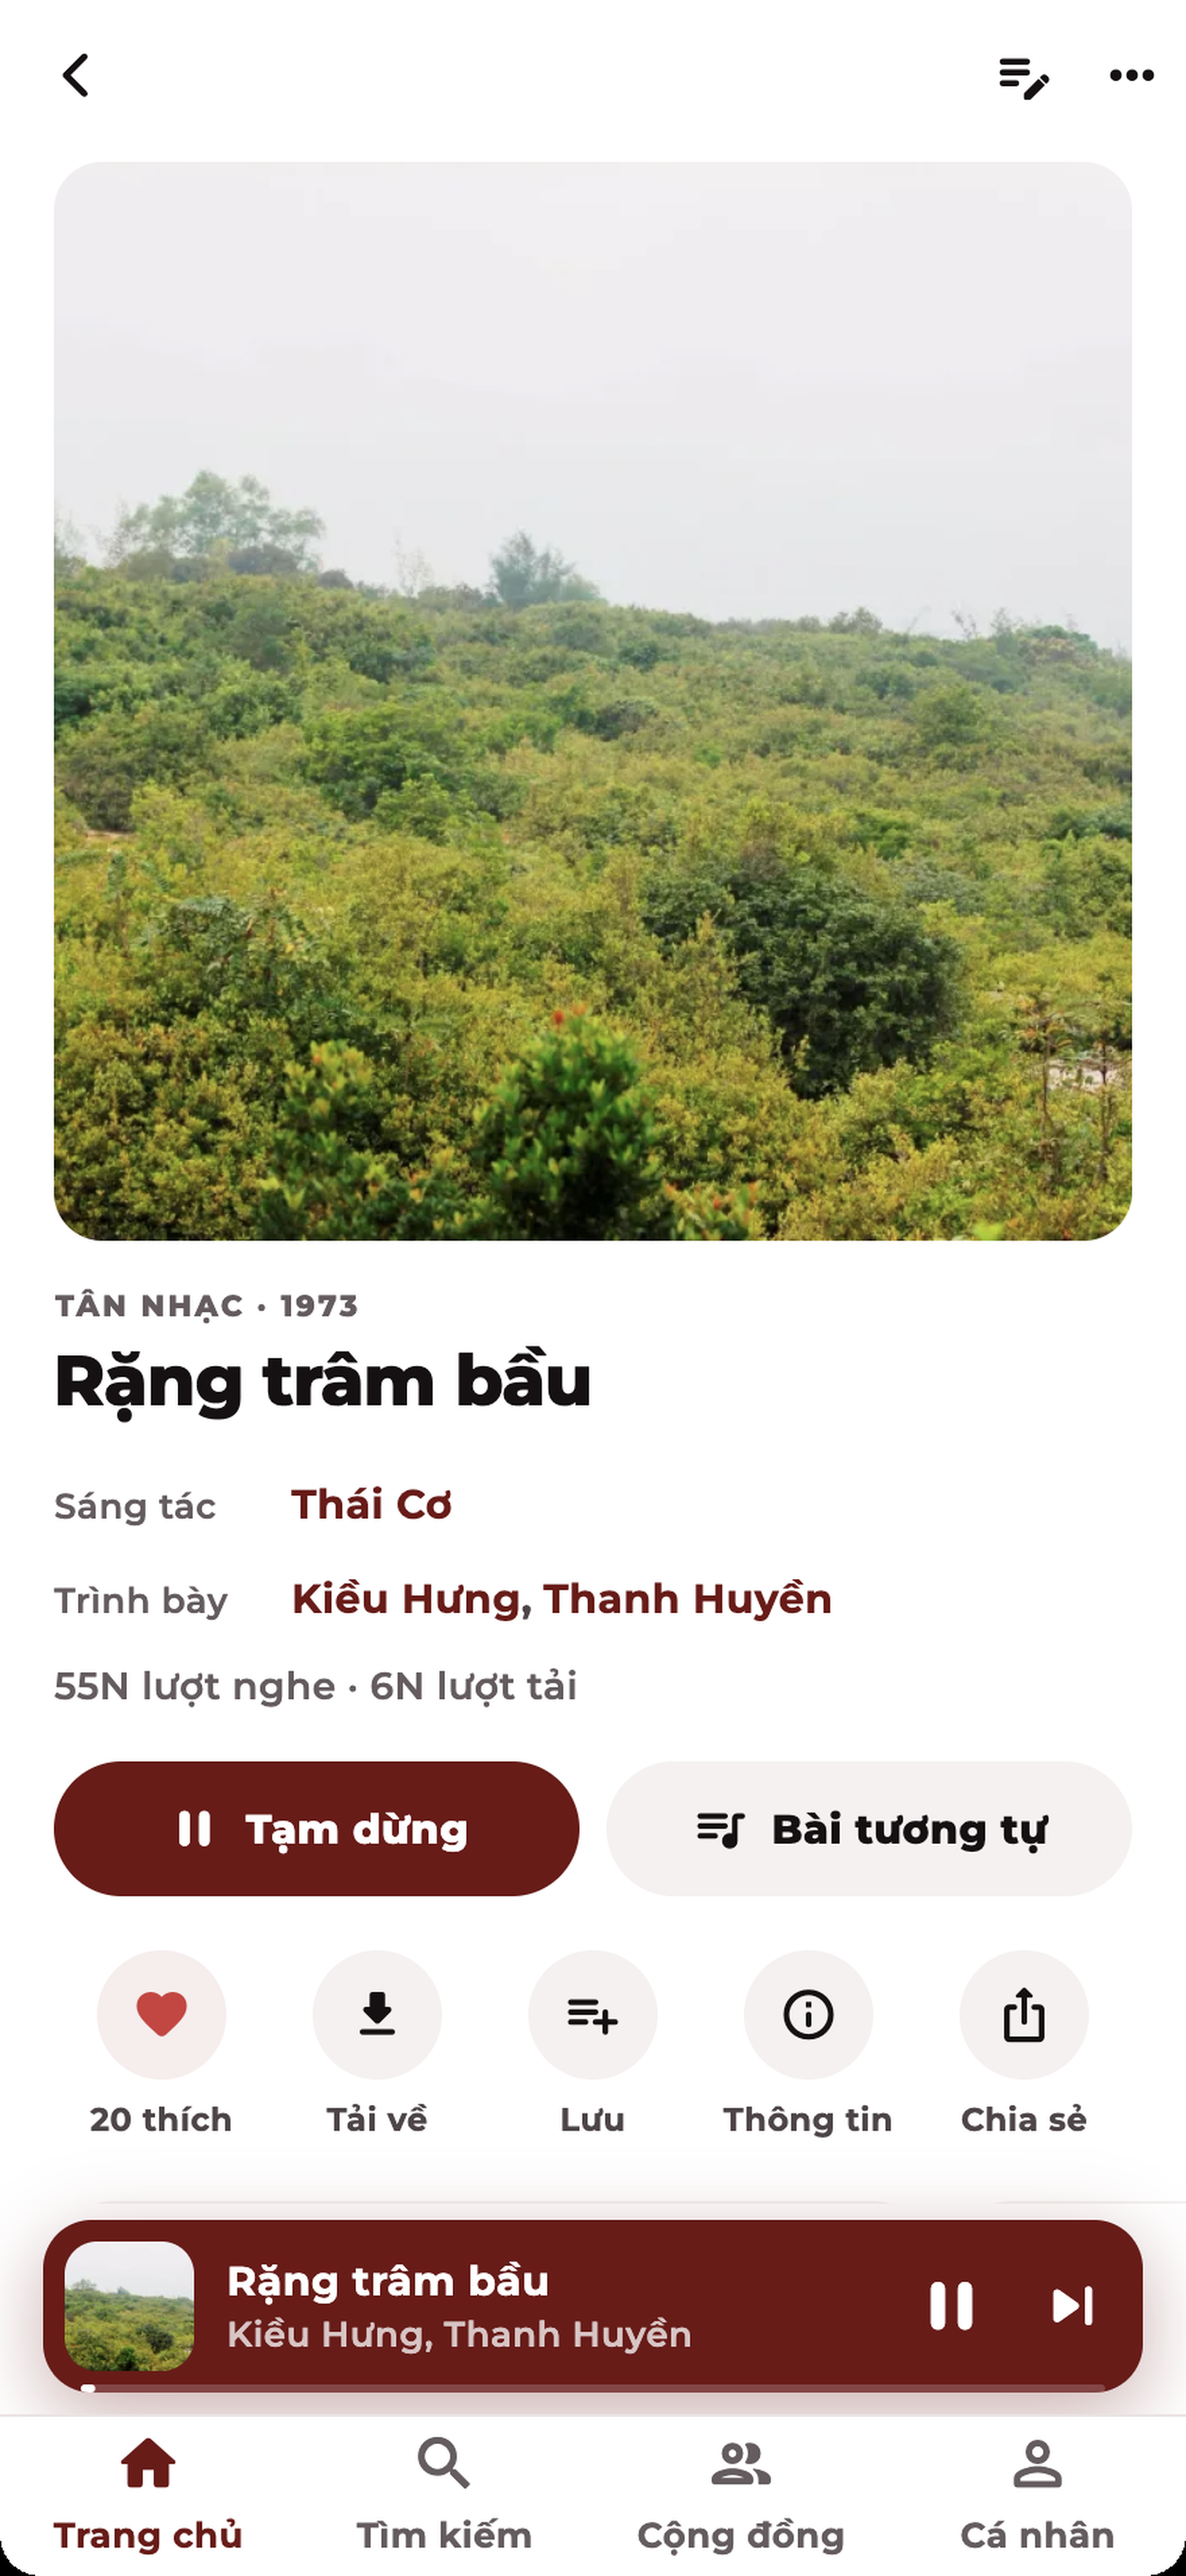 TÂN NHẠC · 1973
Rặng trâm bầu
Sáng tác Thái Cơ
Trình bày Kiều Hưng, Thanh Huyền
55N lượt nghe · 6N lượt tải
Tạm dừng Bài tương tự
20 thích Tải về Lưu Thông tin Chia sẻ
Rặng trâm bầu
Kiều Hưng, Thanh Huyền
Trang chủ Tìm kiếm Cộng đồng Cá nhân